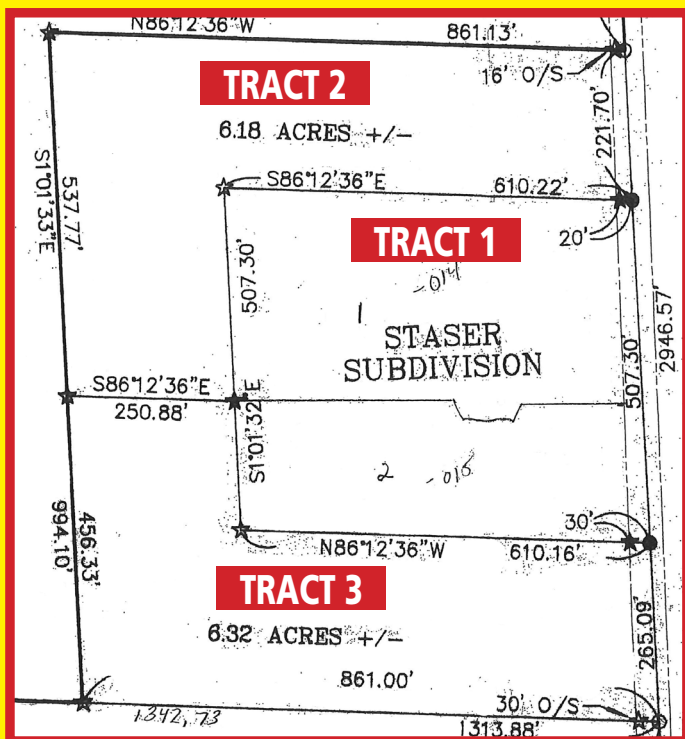 N86°12'36"W
861.13'
16' O/S
TRACT 2
6.18 ACRES +/-
221.70'
S86°12'36"E
610.22'
20'
S1°01'33"E
537.77'
TRACT 1
507.30'
-014
1
STASER
SUBDIVISION
2946.57'
507.30'
S86°12'36"E
250.88'
S1°01'32"E
2 -015
30'
N86°12'36"W
610.16'
994.10'
456.33'
TRACT 3
6.32 ACRES +/-
265.09'
861.00'
30' O/S
1342,73
1313.88'